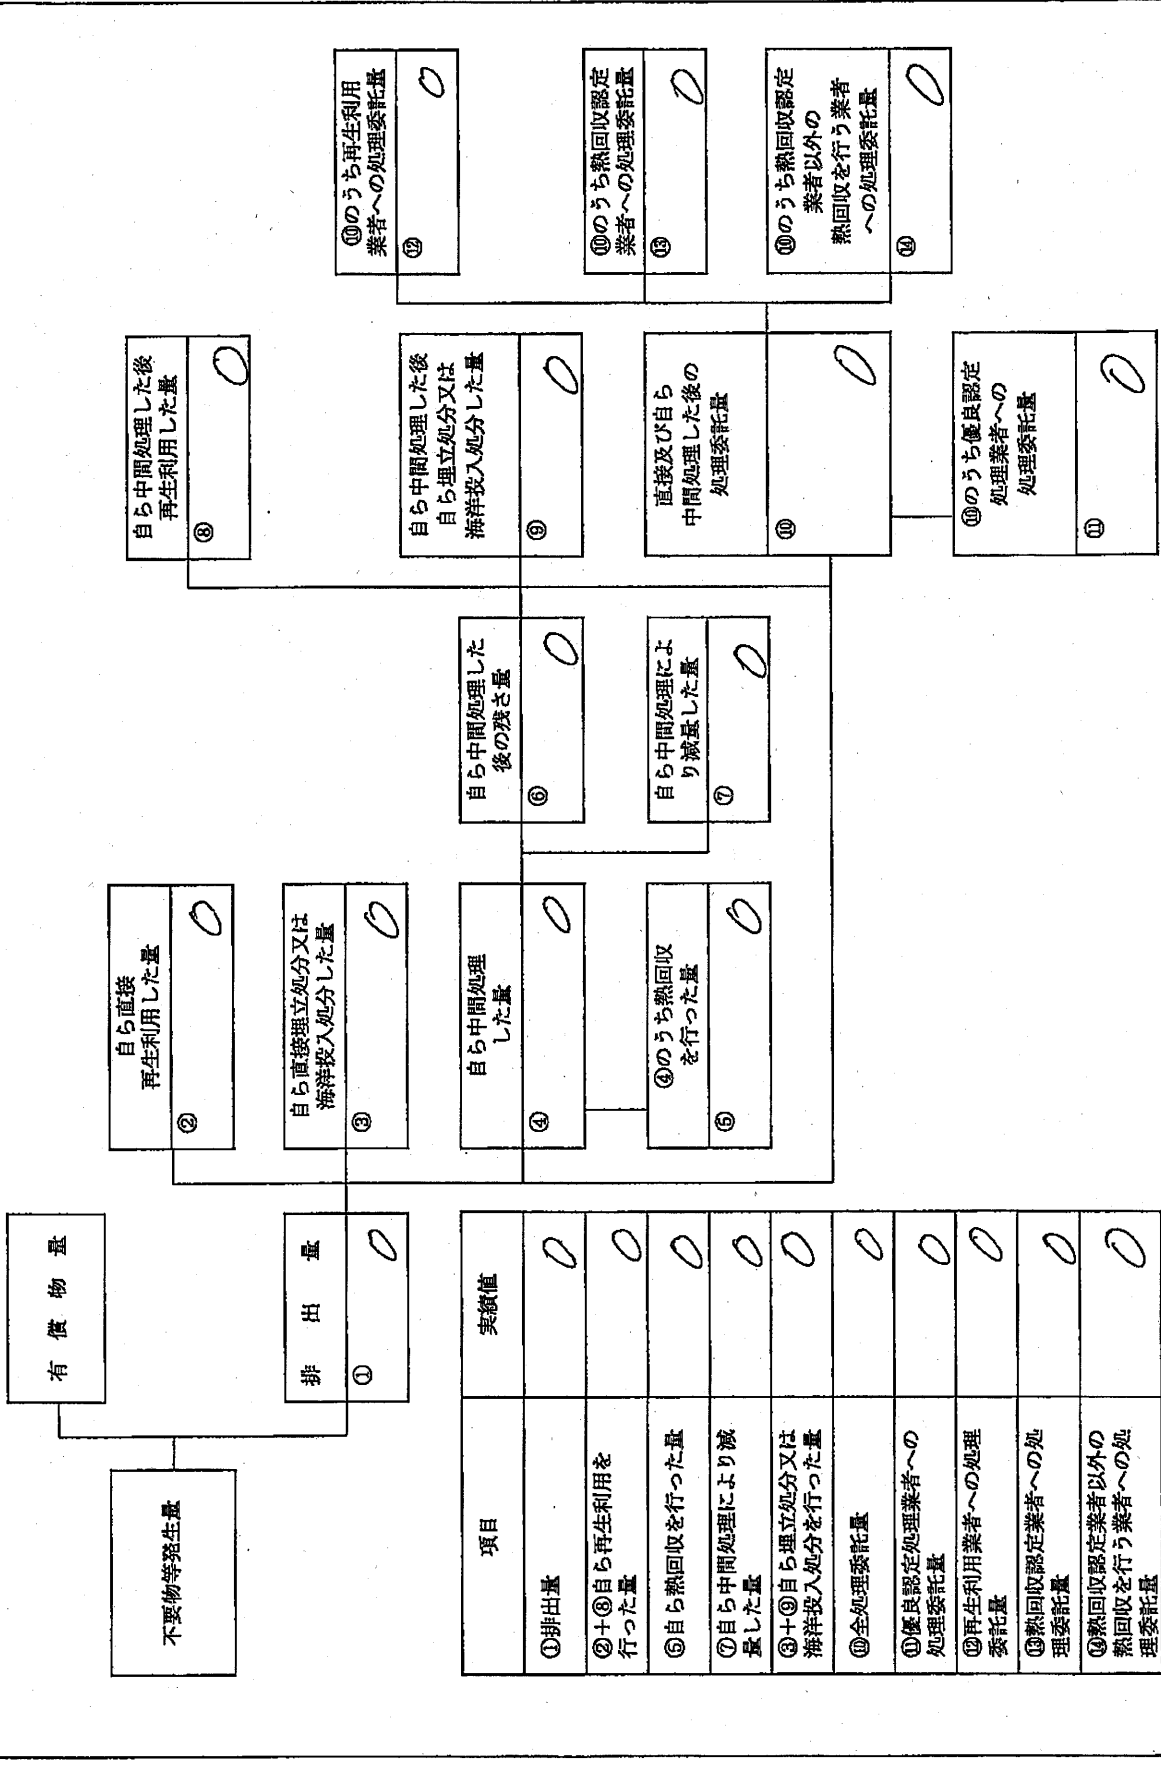 有償物量
不要物等発生量
排出量
①
0
自ら直接
再生利用した量
②
0
自ら直接埋立処分又は
海洋投入処分した量
③
0
自ら中間処理
した量
④
0
④のうち熱回収
を行った量
⑤
0
自ら中間処理した
後の残さ量
⑥
0
自ら中間処理によ
り減量した量
⑦
0
自ら中間処理した後
再生利用した量
⑧
0
自ら中間処理した後
自ら埋立処分又は
海洋投入処分した量
⑨
0
直接及び自ら
中間処理した後の
処理委託量
⑩
0
⑩のうち優良認定
処理業者への
処理委託量
⑪
0
⑩のうち再生利用
業者への処理委託量
⑫
0
⑩のうち熱回収認定
業者への処理委託量
⑬
0
⑩のうち熱回収認定
業者以外の
熱回収を行う業者
への処理委託量
⑭
0
項目 実績値
①排出量 0
②+⑧自ら再生利用を
行った量 0
⑤自ら熱回収を行った量 0
⑦自ら中間処理により減
量した量 0
③+⑨自ら埋立処分又は
海洋投入処分を行った量 0
⑩全処理委託量 0
⑪優良認定処理業者への
処理委託量 0
⑫再生利用業者への処理
委託量 0
⑬熱回収認定業者への処
理委託量 0
⑭熱回収認定業者以外の
熱回収を行う業者への処
理委託量 0